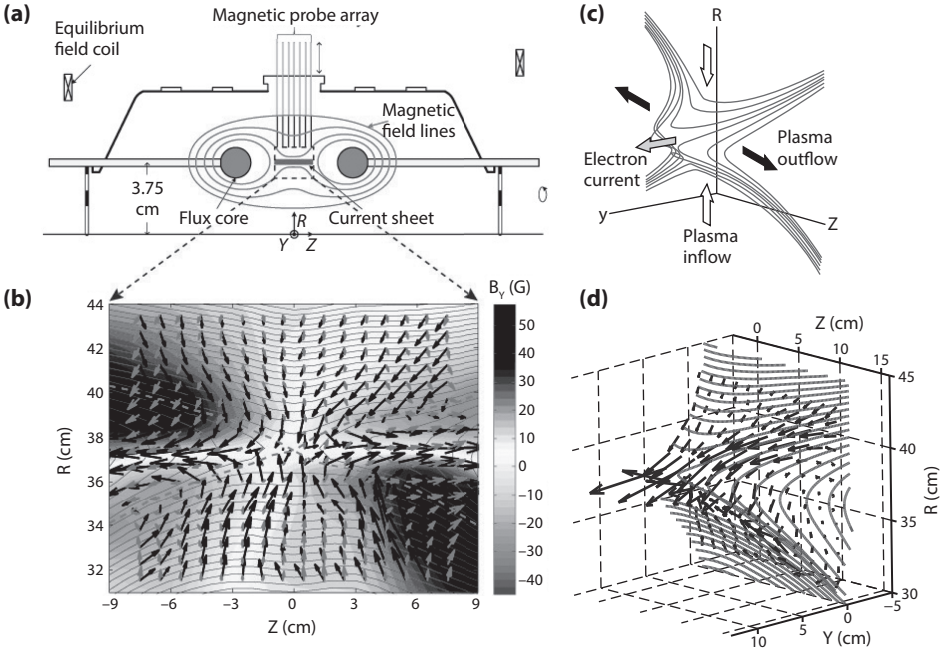 (a)
Magnetic probe array
Equilibrium
field coil
Magnetic
field lines
3.75
cm
Flux core
R
Current sheet
Y
Z
(c)
R
Plasma
outflow
Electron
current
y
Z
Plasma
inflow
(b)
B_Y (G)
44
42
40
38
36
34
32
R (cm)
–9
–6
–3
0
3
6
9
Z (cm)
50
40
30
20
10
0
–10
–20
–30
–40
(d)
Z (cm)
0
5
10
15
45
40
35
30
R (cm)
–5
0
5
10
Y (cm)